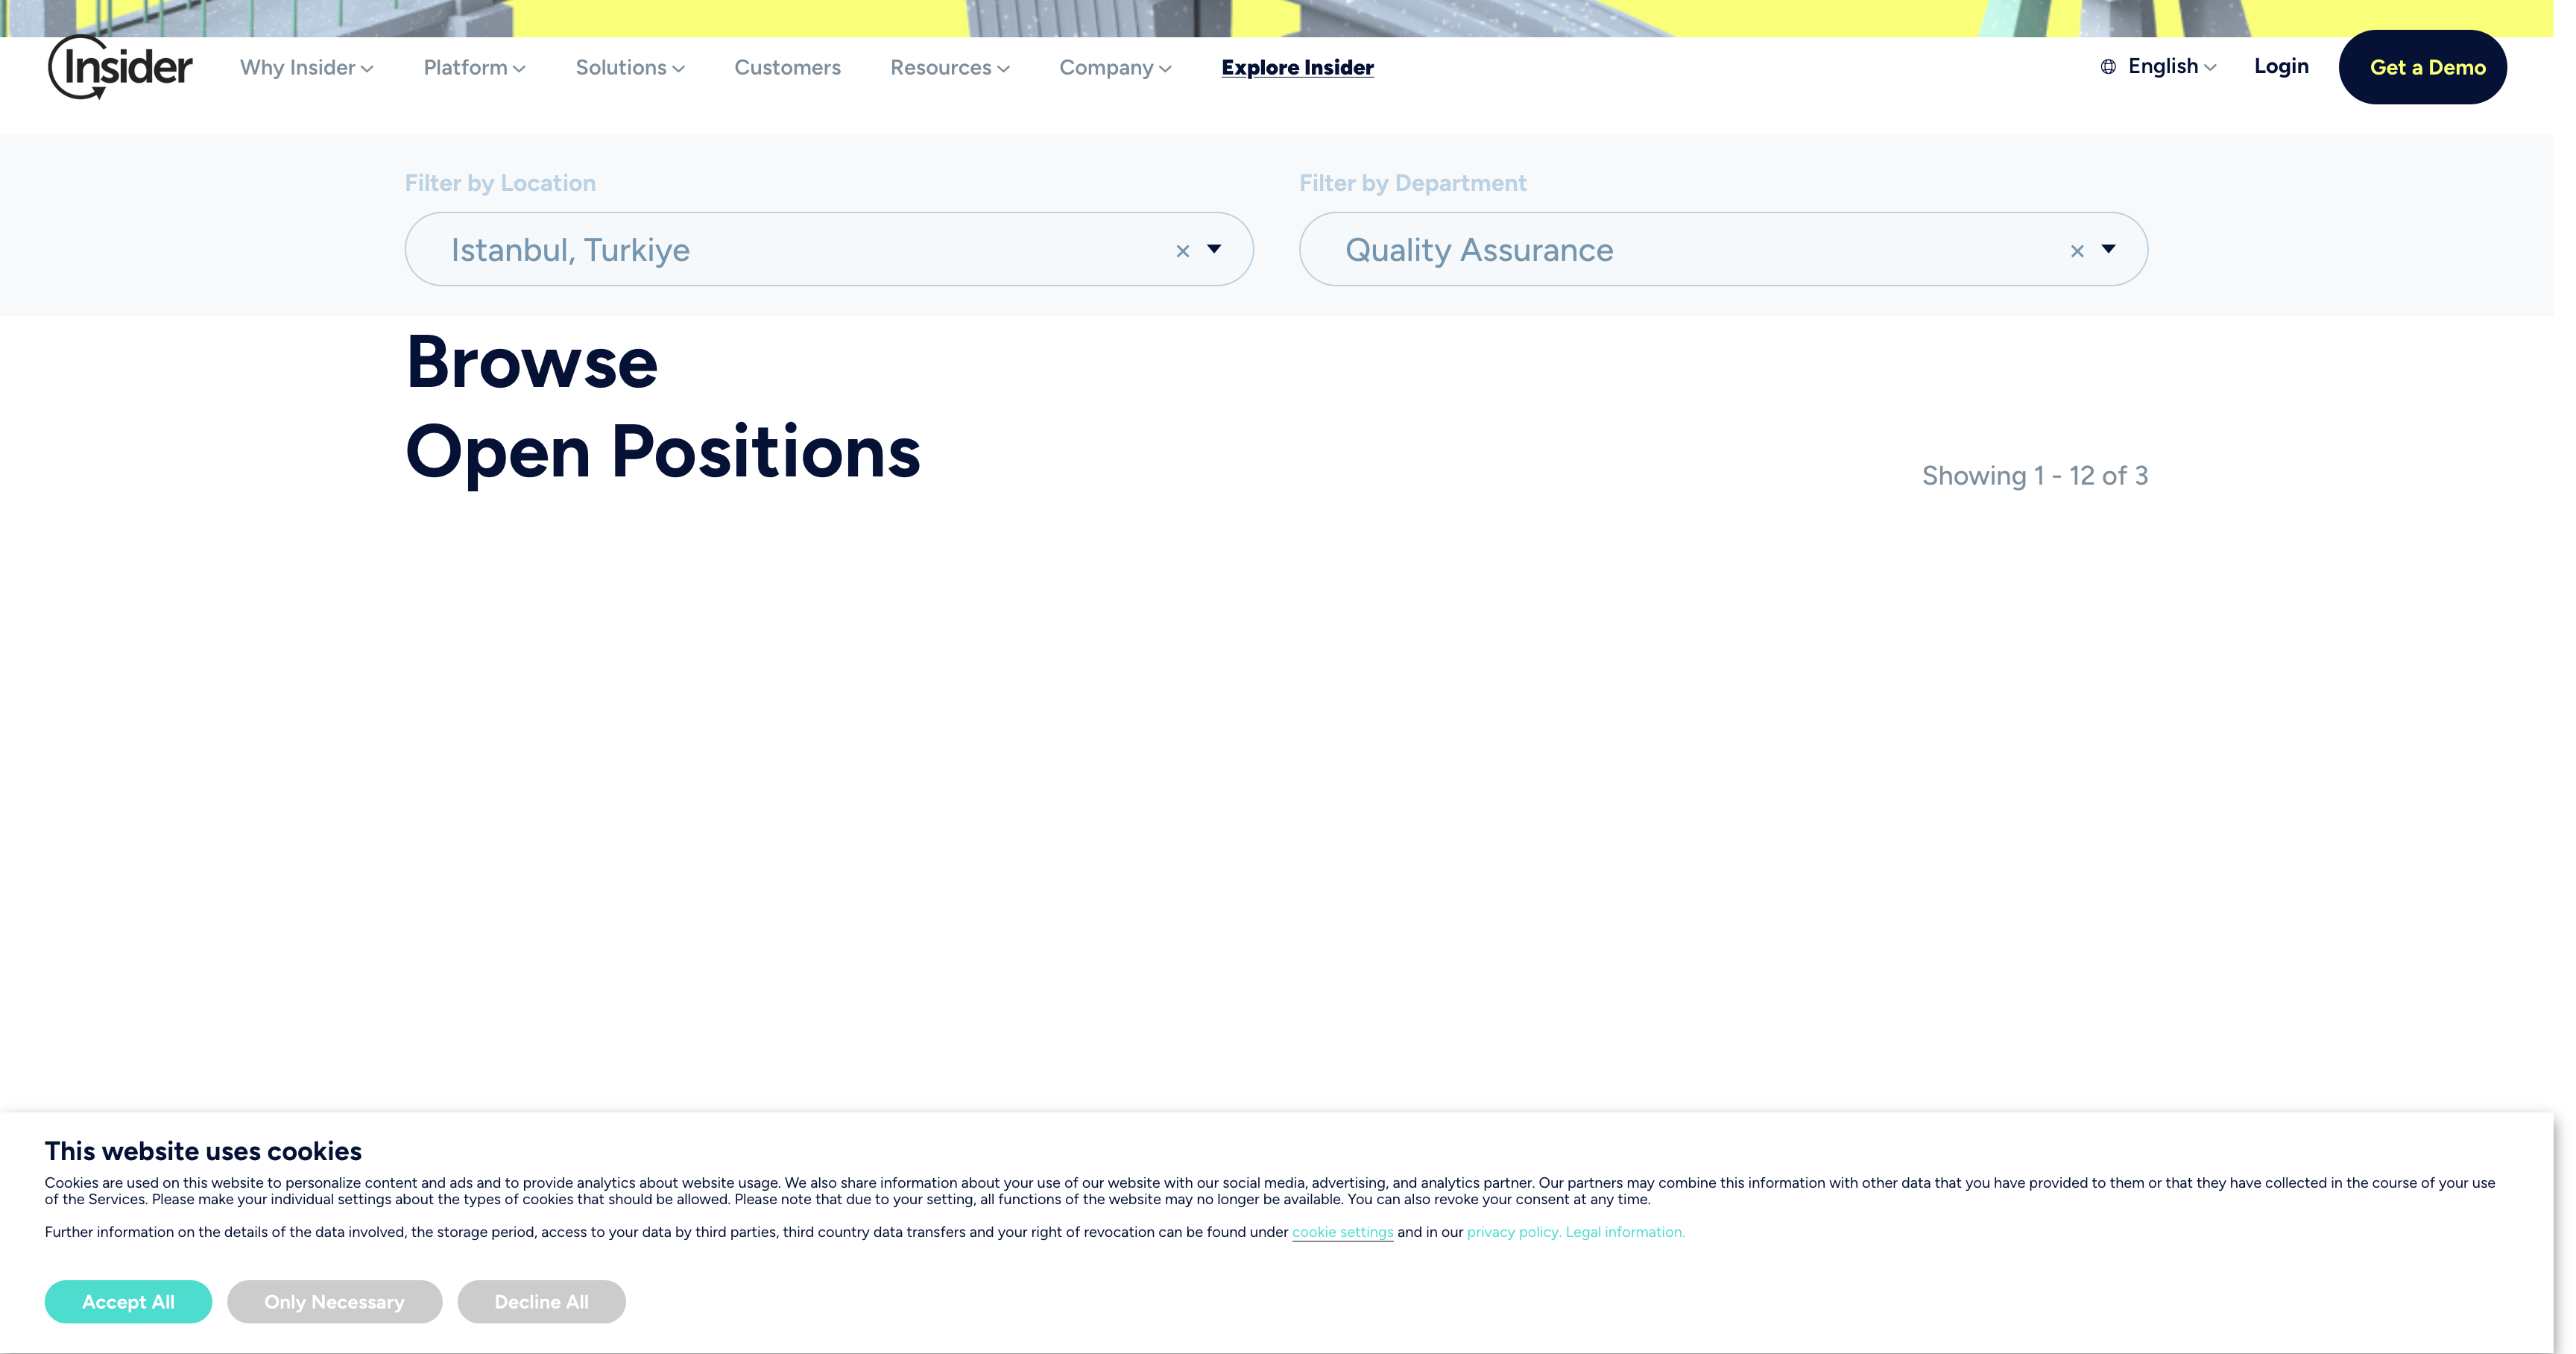 Insider
Why Insider
Platform
Solutions
Customers
Resources
Company
Explore Insider
English
Login
Get a Demo
Filter by Location
Filter by Department
Istanbul, Turkiye
×
Quality Assurance
×
Browse
Open Positions
Showing 1 - 12 of 3
This website uses cookies
Cookies are used on this website to personalize content and ads and to provide analytics about website usage. We also share information about your use of our website with our social media, advertising, and analytics partner. Our partners may combine this information with other data that you have provided to them or that they have collected in the course of your use
of the Services. Please make your individual settings about the types of cookies that should be allowed. Please note that due to your setting, all functions of the website may no longer be available. You can also revoke your consent at any time.
Further information on the details of the data involved, the storage period, access to your data by third parties, third country data transfers and your right of revocation can be found under cookie settings and in our privacy policy. Legal information.
Accept All
Only Necessary
Decline All